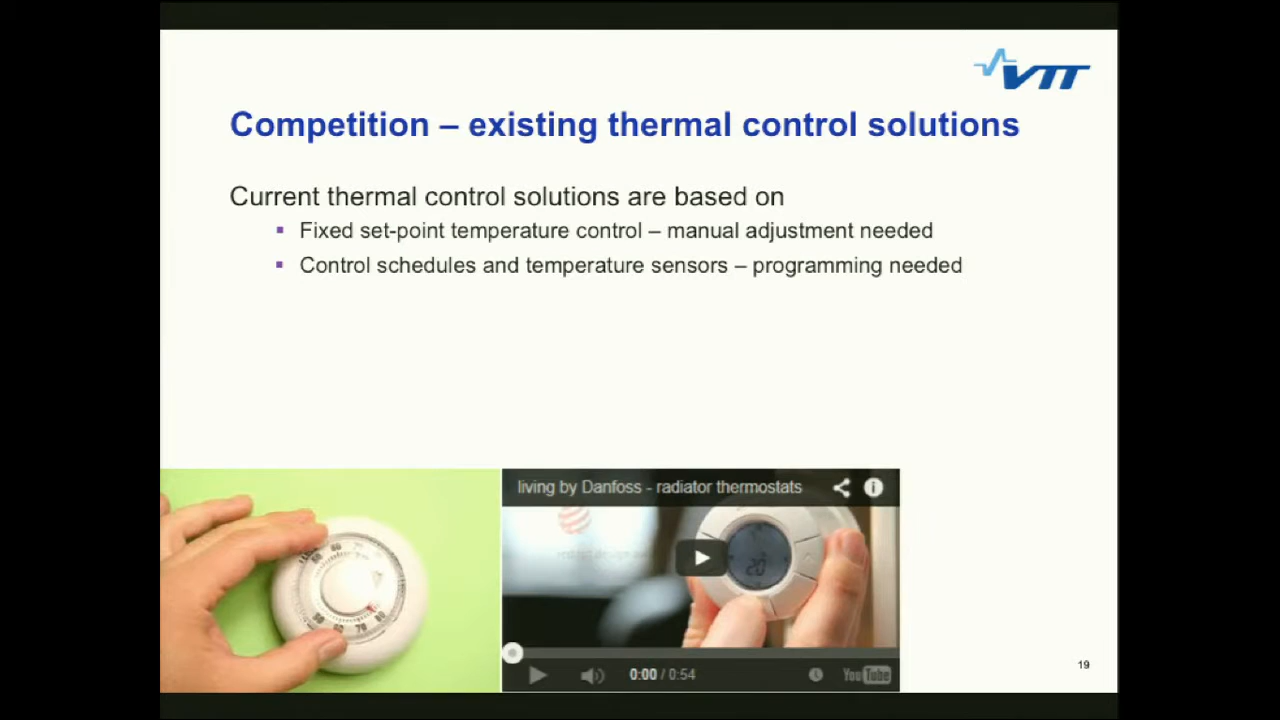 VTT
Competition – existing thermal control solutions
Current thermal control solutions are based on
Fixed set-point temperature control – manual adjustment needed
Control schedules and temperature sensors – programming needed
living by Danfoss - radiator thermostats
20
0:00 / 0:54
YouTube
19